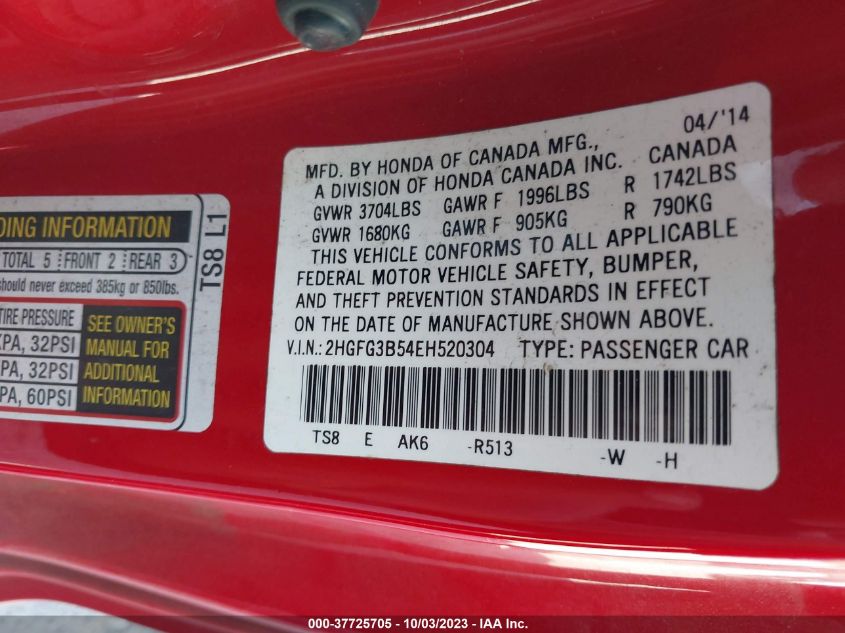 DING INFORMATION
TOTAL 5 FRONT 2 REAR 3
should never exceed 385kg or 850lbs.
TIRE PRESSURE
KPA, 32PSI
KPA, 32PSI
PA, 60PSI
SEE OWNER'S
MANUAL FOR
ADDITIONAL
INFORMATION
TS8 L1
04/'14
MFD. BY HONDA OF CANADA MFG.,
A DIVISION OF HONDA CANADA INC. CANADA
GVWR 3704LBS GAWR F 1996LBS R 1742LBS
GVWR 1680KG GAWR F 905KG R 790KG
THIS VEHICLE CONFORMS TO ALL APPLICABLE
FEDERAL MOTOR VEHICLE SAFETY, BUMPER,
AND THEFT PREVENTION STANDARDS IN EFFECT
ON THE DATE OF MANUFACTURE SHOWN ABOVE.
V.I.N.: 2HGFG3B54EH520304 TYPE: PASSENGER CAR
TS8 E AK6 -R513 -W -H
000-37725705 - 10/03/2023 - IAA Inc.